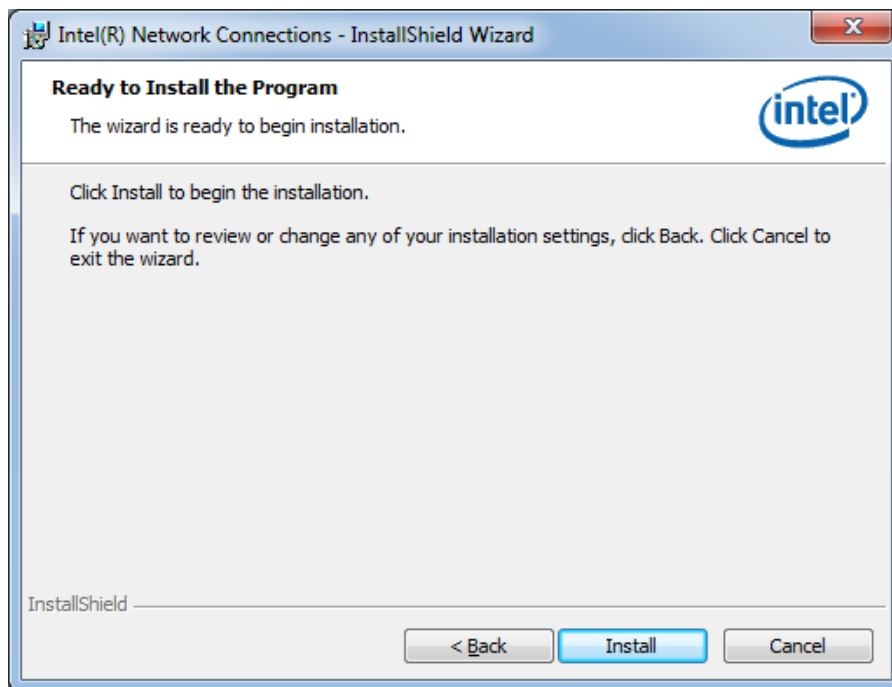 Intel(R) Network Connections - InstallShield Wizard
Ready to Install the Program
The wizard is ready to begin installation.
intel
Click Install to begin the installation.
If you want to review or change any of your installation settings, click Back. Click Cancel to
exit the wizard.
InstallShield
< Back
Install
Cancel